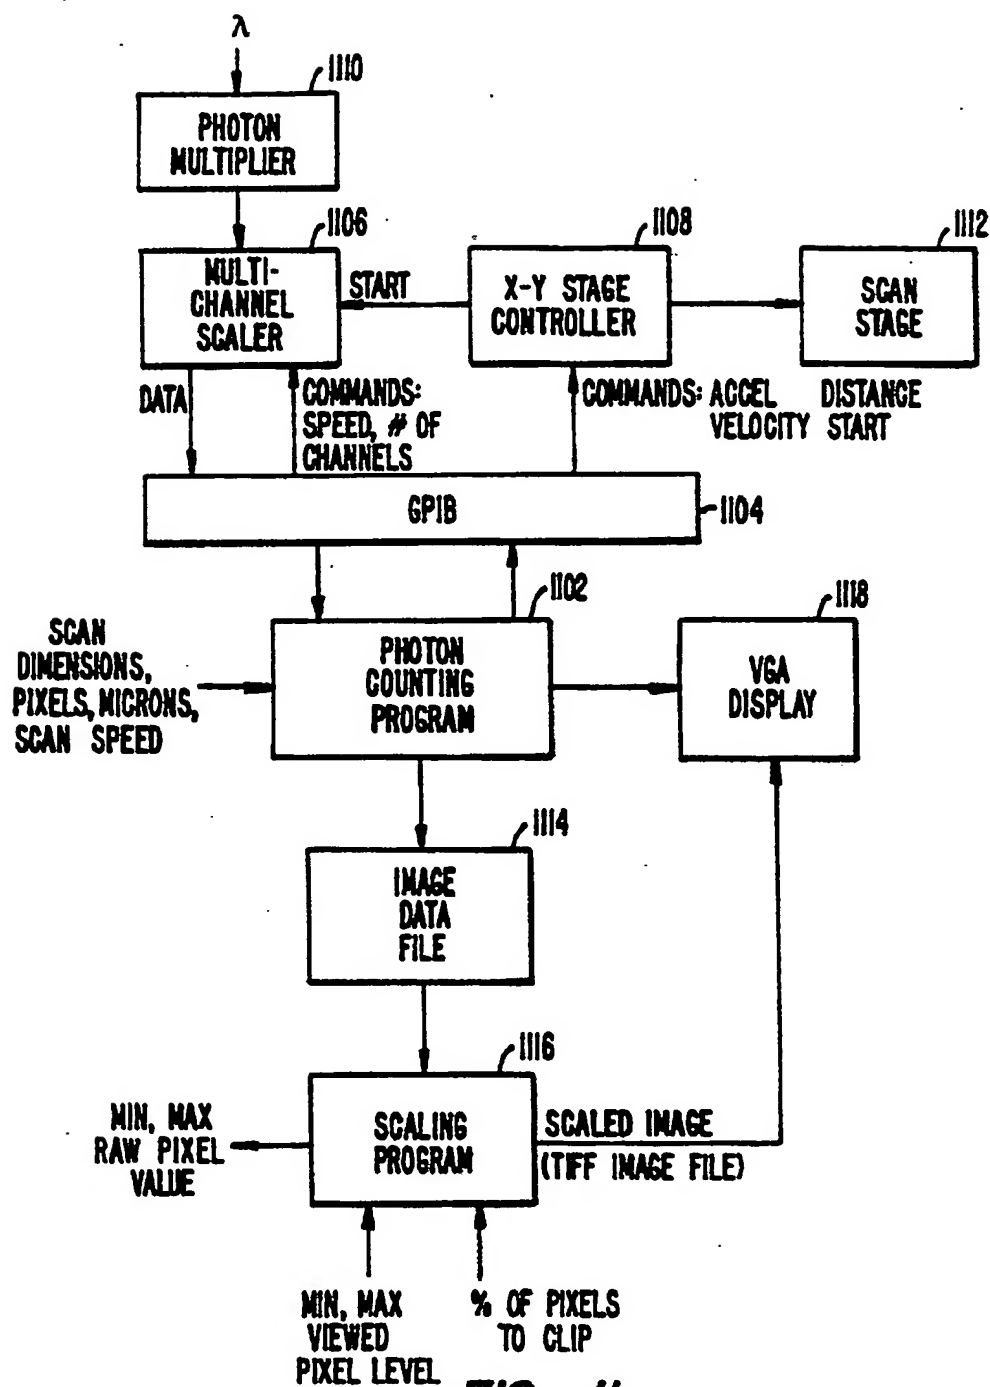 λ
1110
PHOTON
MULTIPLIER
1106
MULTI-
CHANNEL
SCALER
START
1108
X-Y STAGE
CONTROLLER
1112
SCAN
STAGE
DATA
COMMANDS:
SPEED, # OF
CHANNELS
COMMANDS: ACCEL DISTANCE
VELOCITY START
GPIB
1104
1102
PHOTON
COUNTING
PROGRAM
SCAN
DIMENSIONS,
PIXELS, MICRONS,
SCAN SPEED
1118
VGA
DISPLAY
1114
IMAGE
DATA
FILE
1116
SCALING
PROGRAM
MIN, MAX
RAW PIXEL
VALUE
SCALED IMAGE
(TIFF IMAGE FILE)
MIN, MAX
VIEWED
PIXEL LEVEL
% OF PIXELS
TO CLIP